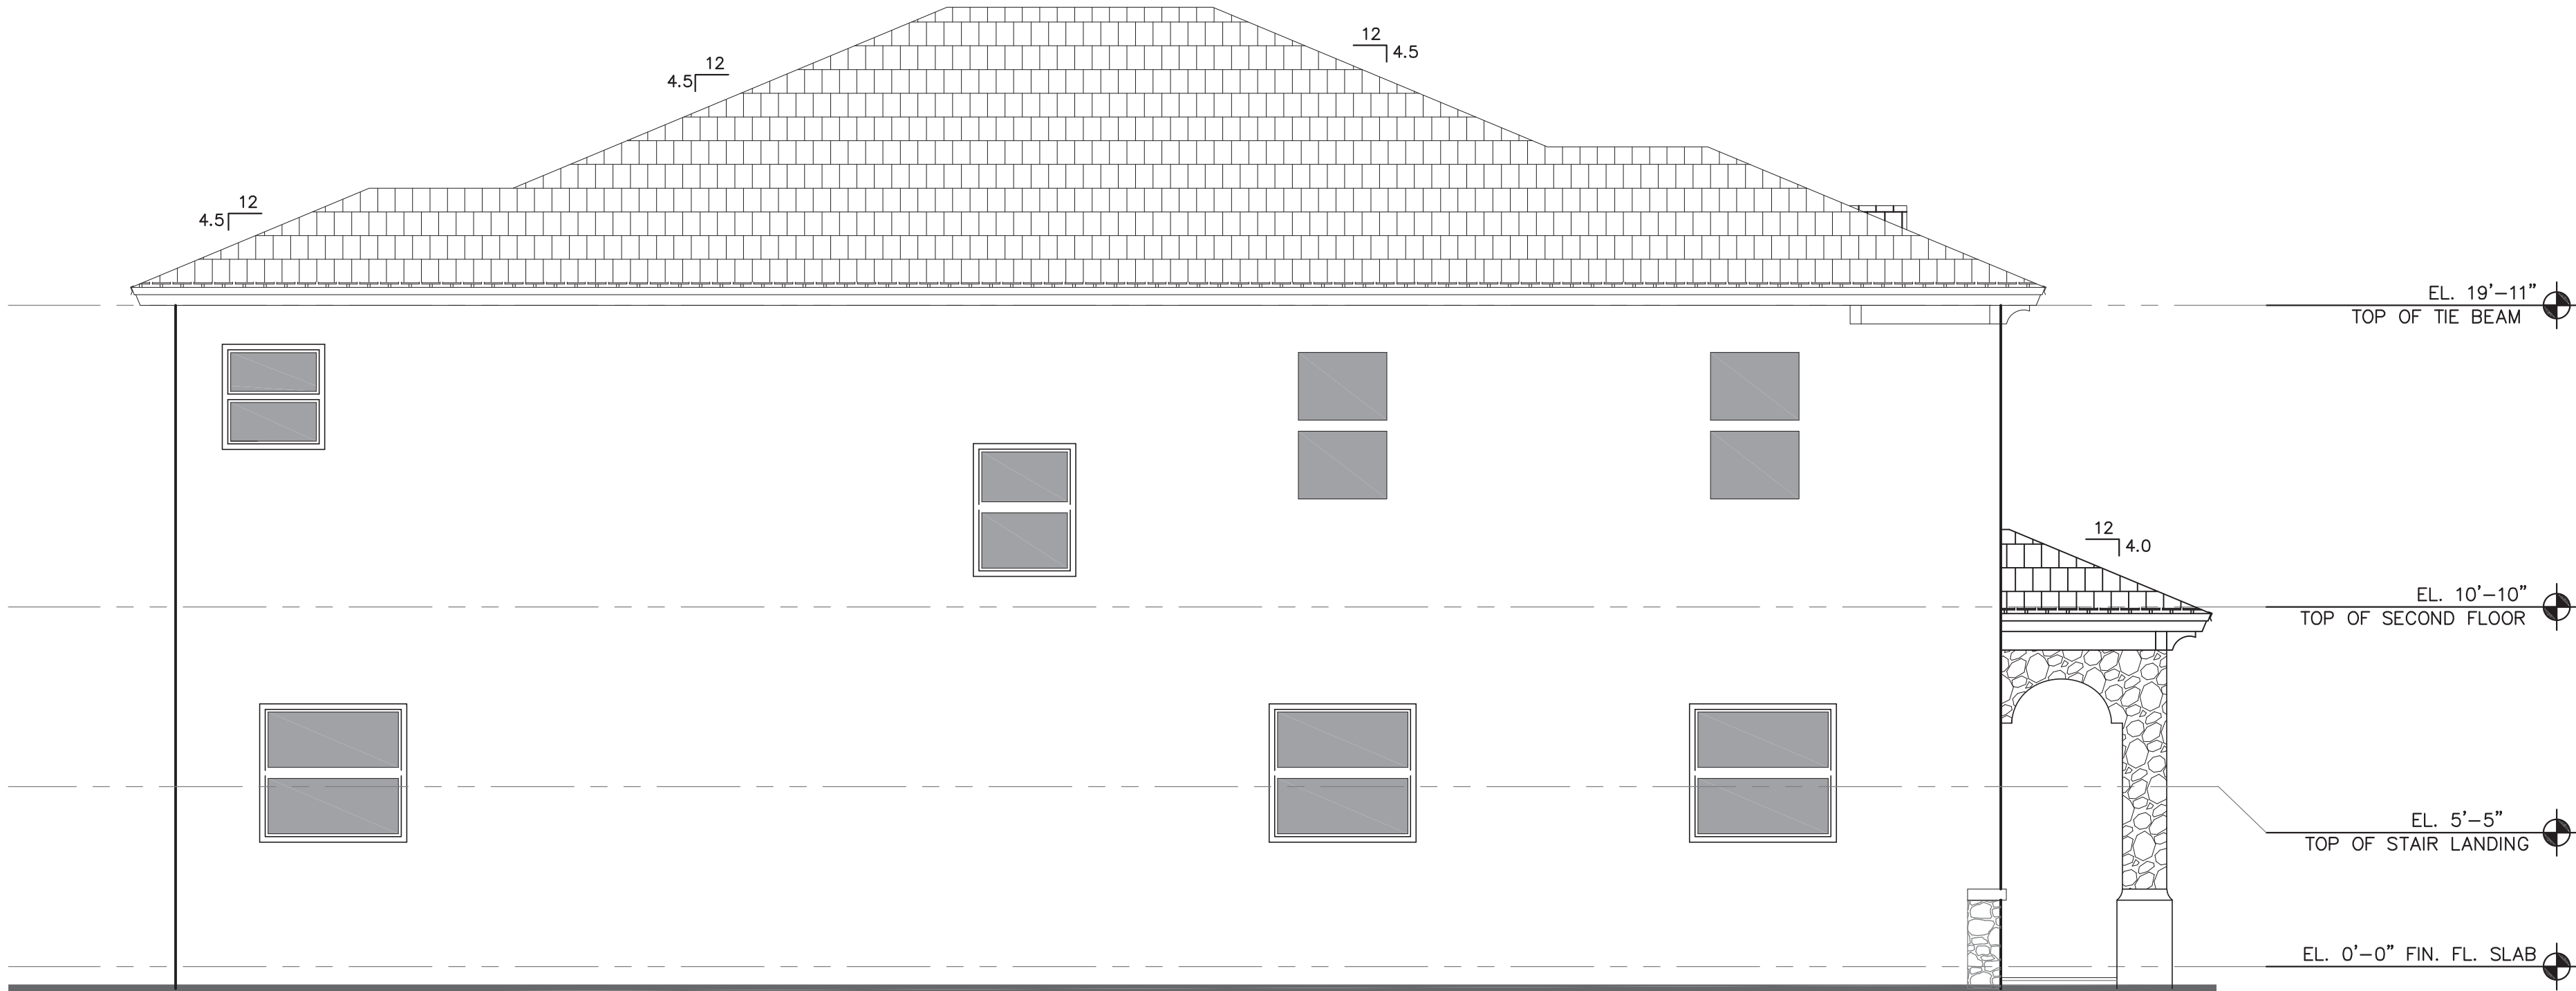 12
4.5
12
4.5
12
4.5
EL. 19'-11"
TOP OF TIE BEAM
12
4.0
EL. 10'-10"
TOP OF SECOND FLOOR
EL. 5'-5"
TOP OF STAIR LANDING
EL. 0'-0" FIN. FL. SLAB